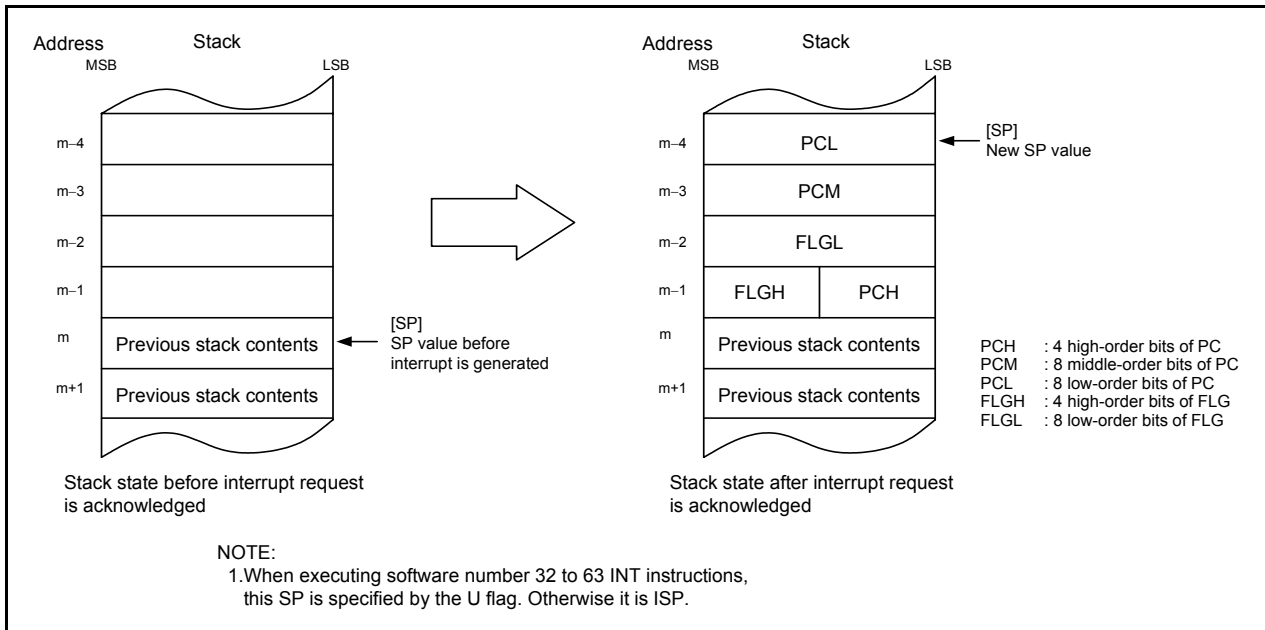 Address Stack
MSB LSB
m−4
m−3
m−2
m−1
m Previous stack contents
m+1 Previous stack contents
[SP]
SP value before
interrupt is generated
Stack state before interrupt request
is acknowledged
Address Stack
MSB LSB
m−4 PCL
m−3 PCM
m−2 FLGL
m−1 FLGH PCH
m Previous stack contents
m+1 Previous stack contents
[SP]
New SP value
PCH : 4 high-order bits of PC
PCM : 8 middle-order bits of PC
PCL : 8 low-order bits of PC
FLGH : 4 high-order bits of FLG
FLGL : 8 low-order bits of FLG
Stack state after interrupt request
is acknowledged
NOTE:
1.When executing software number 32 to 63 INT instructions,
this SP is specified by the U flag. Otherwise it is ISP.